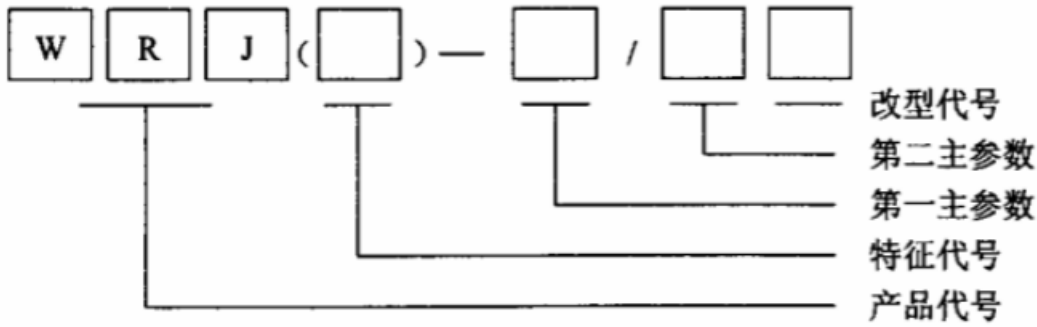 W R J ( ) — /
改型代号
第二主参数
第一主参数
特征代号
产品代号